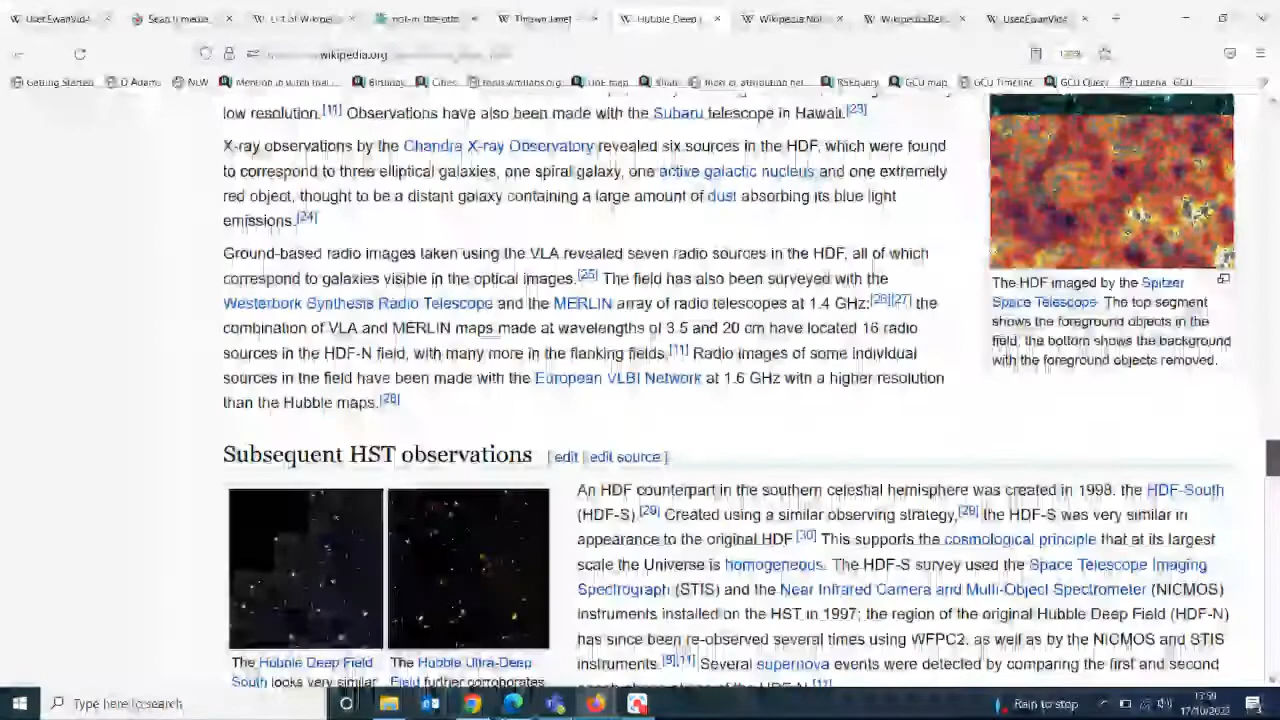 Hubble Deep
wikipedia.org
Getting Started
D Adams
NLW
Cities
GCU map
GCU Timeline
GCU Query
low resolution.[11] Observations have also been made with the Subaru telescope in Hawaii.[23]
X-ray observations by the Chandra X-ray Observatory revealed six sources in the HDF, which were found
to correspond to three elliptical galaxies, one spiral galaxy, one active galactic nucleus and one extremely
red object, thought to be a distant galaxy containing a large amount of dust absorbing its blue light
emissions.[24]
Ground-based radio images taken using the VLA revealed seven radio sources in the HDF, all of which
correspond to galaxies visible in the optical images.[25] The field has also been surveyed with the
Westerbork Synthesis Radio Telescope and the MERLIN array of radio telescopes at 1.4 GHz;[26][27] the
combination of VLA and MERLIN maps made at wavelengths of 3.5 and 20 cm have located 16 radio
sources in the HDF-N field, with many more in the flanking fields.[11] Radio images of some individual
sources in the field have been made with the European VLBI Network at 1.6 GHz with a higher resolution
than the Hubble maps.[28]
The HDF imaged by the Spitzer
Space Telescope. The top segment
shows the foreground objects in the
field; the bottom shows the background
with the foreground objects removed.
Subsequent HST observations [ edit | edit source ]
The Hubble Deep Field
South looks very similar
The Hubble Ultra-Deep
Field further corroborates
An HDF counterpart in the southern celestial hemisphere was created in 1998: the HDF-South
(HDF-S).[29] Created using a similar observing strategy,[29] the HDF-S was very similar in
appearance to the original HDF.[30] This supports the cosmological principle that at its largest
scale the Universe is homogeneous. The HDF-S survey used the Space Telescope Imaging
Spectrograph (STIS) and the Near Infrared Camera and Multi-Object Spectrometer (NICMOS)
instruments installed on the HST in 1997; the region of the original Hubble Deep Field (HDF-N)
has since been re-observed several times using WFPC2, as well as by the NICMOS and STIS
instruments.[9][11] Several supernova events were detected by comparing the first and second
Type here to search
Rain to stop
13:59